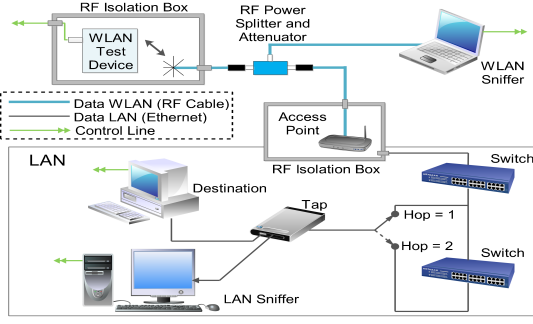 RF Isolation Box
RF Power
Splitter and
Attenuator
WLAN
Test
Device
WLAN
Sniffer
Data WLAN (RF Cable)
Data LAN (Ethernet)
Control Line
Access
Point
RF Isolation Box
LAN
Switch
Destination
Tap
Hop = 1
Hop = 2
Switch
LAN Sniffer